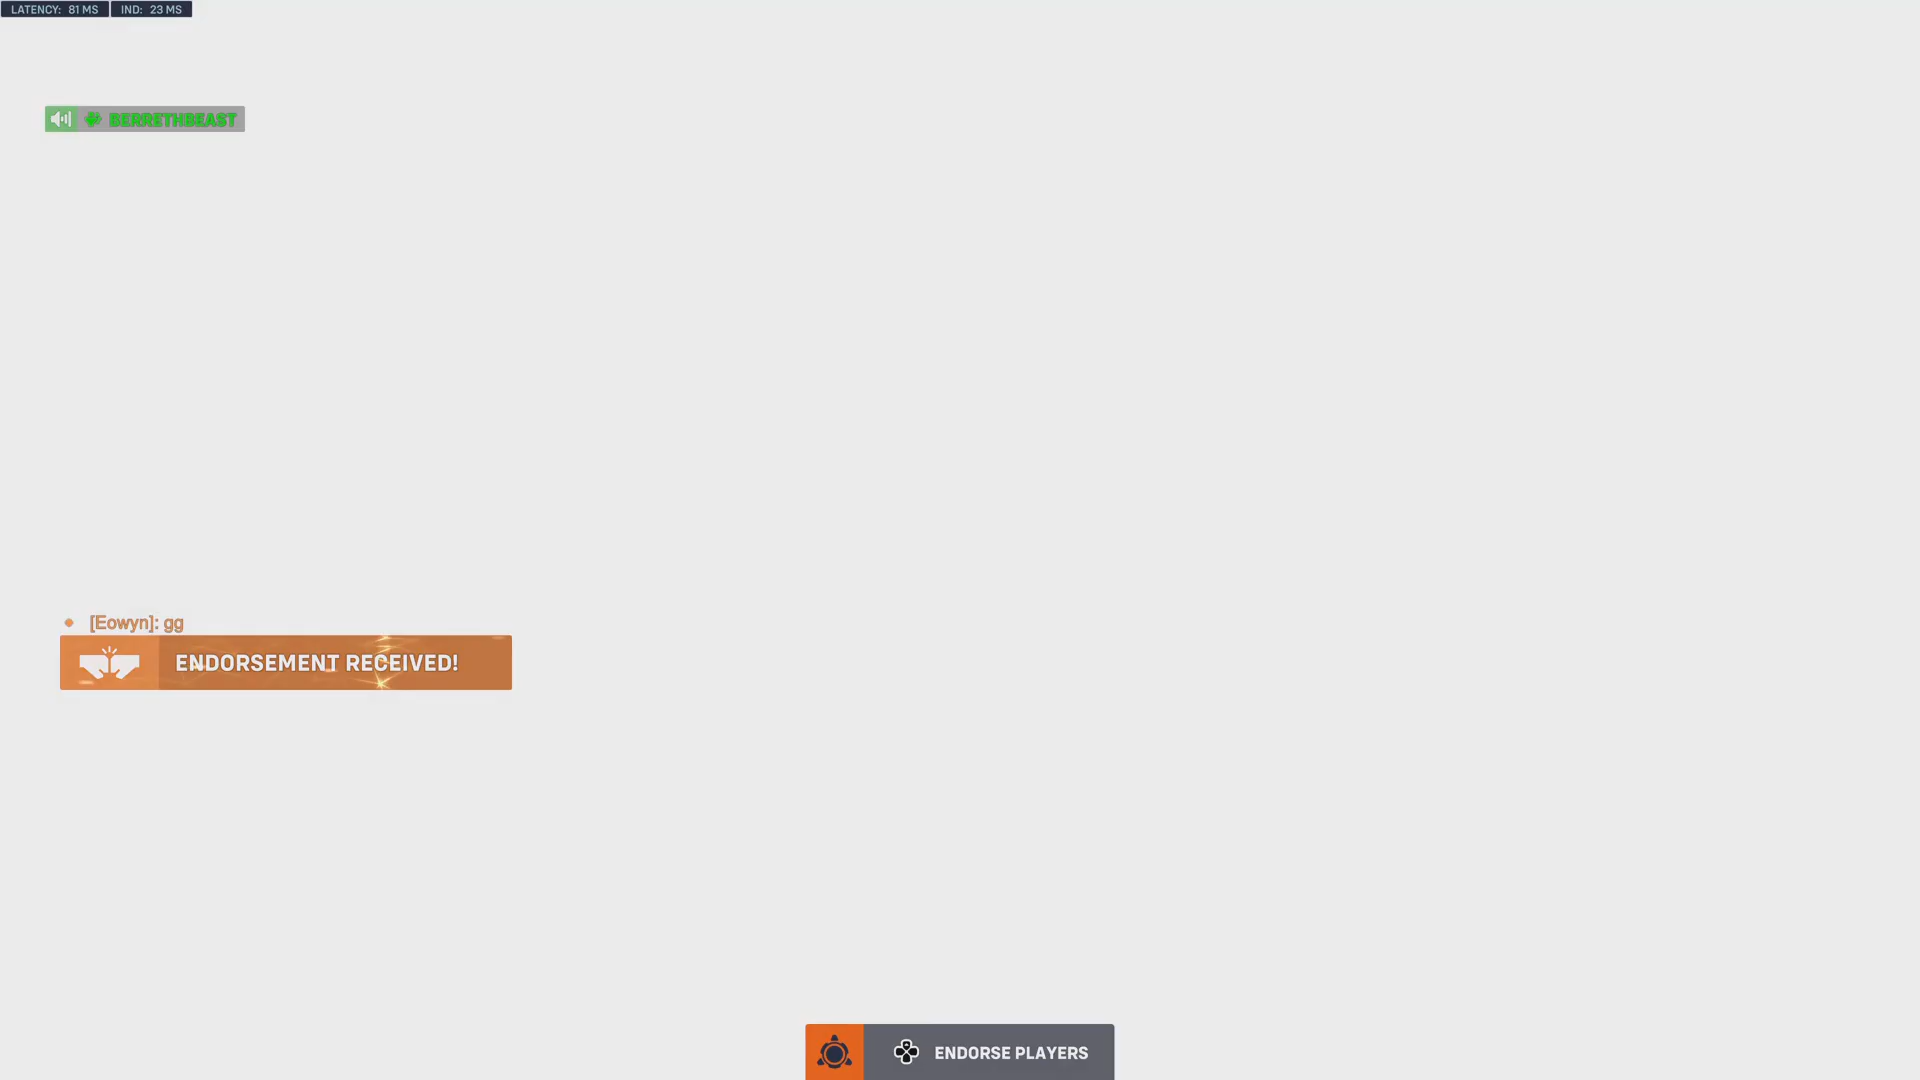 LATENCY: 81 MS IND: 23 MS
BERRETHBEAST
[Eowyn]: gg
ENDORSEMENT RECEIVED!
ENDORSE PLAYERS